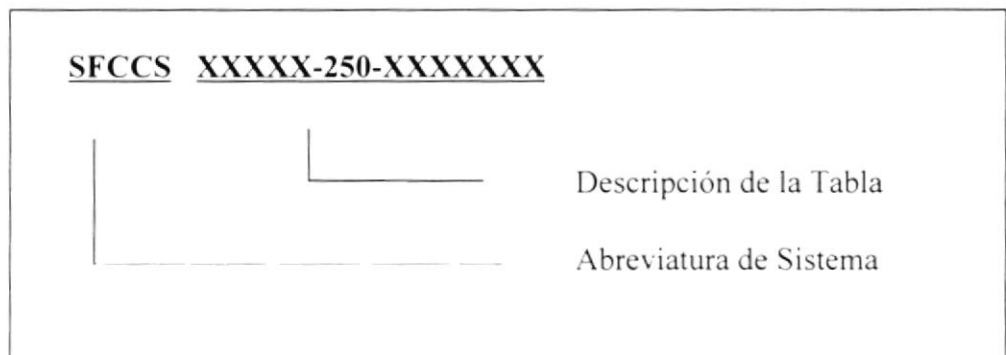 SFCCS XXXXX-250-XXXXXXX
Descripción de la Tabla
Abreviatura de Sistema